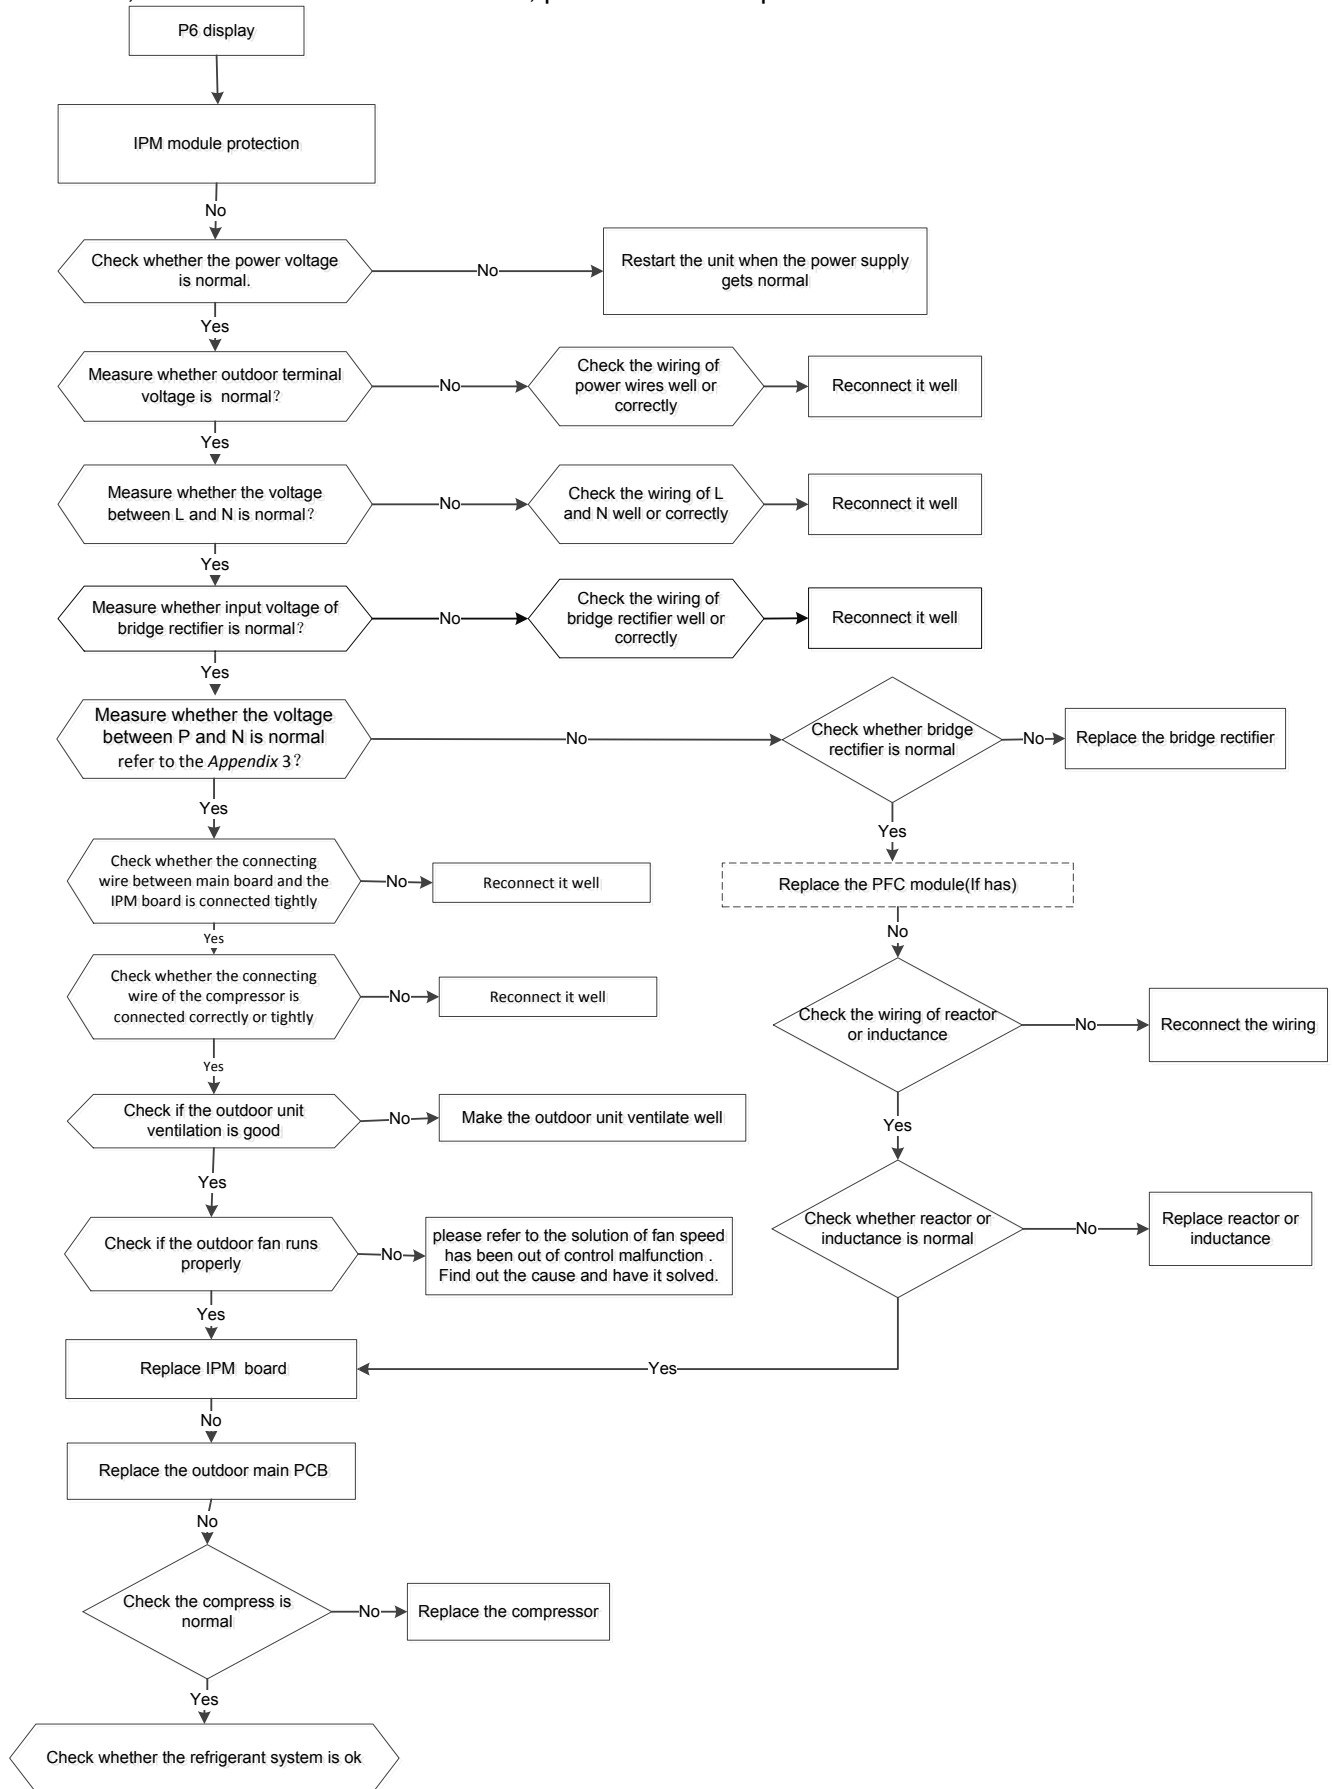 P6 display
IPM module protection
No
Check whether the power voltage
is normal.
No
Restart the unit when the power supply
gets normal
Yes
Measure whether outdoor terminal
voltage is normal?
No
Check the wiring of
power wires well or
correctly
Reconnect it well
Yes
Measure whether the voltage
between L and N is normal?
No
Check the wiring of L
and N well or correctly
Reconnect it well
Yes
Measure whether input voltage of
bridge rectifier is normal?
No
Check the wiring of
bridge rectifier well or
correctly
Reconnect it well
Yes
Measure whether the voltage
between P and N is normal
refer to the Appendix 3?
No
Check whether bridge
rectifier is normal
No
Replace the bridge rectifier
Yes
Yes
Check whether the connecting
wire between main board and the
IPM board is connected tightly
No
Reconnect it well
Replace the PFC module(If has)
No
Yes
Check whether the connecting
wire of the compressor is
connected correctly or tightly
No
Reconnect it well
Check the wiring of reactor
or inductance
No
Reconnect the wiring
Yes
Check if the outdoor unit
ventilation is good
No
Make the outdoor unit ventilate well
Yes
Yes
Check if the outdoor fan runs
properly
No
please refer to the solution of fan speed
has been out of control malfunction .
Find out the cause and have it solved.
Check whether reactor or
inductance is normal
No
Replace reactor or
inductance
Yes
Replace IPM board
Yes
No
Replace the outdoor main PCB
No
Check the compress is
normal
No
Replace the compressor
Yes
Check whether the refrigerant system is ok